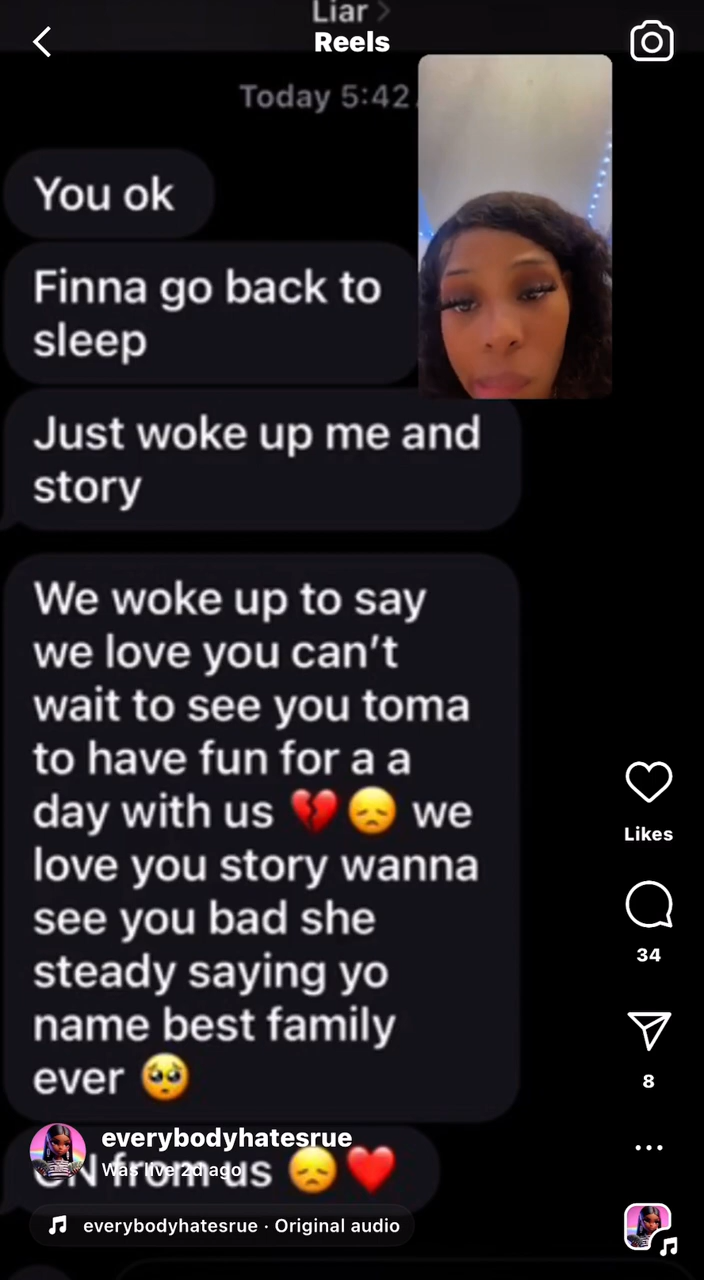 Liar >
Reels
Today 5:42
You ok
Finna go back to
sleep
Just woke up me and
story
We woke up to say
we love you can’t
wait to see you toma
to have fun for a a
day with us 💔😞 we
love you story wanna
see you bad she
steady saying yo
name best family
ever 🥺
Likes
34
8
everybodyhatesrue
GN from us 😞❤️
Was live 2d ago
everybodyhatesrue · Original audio